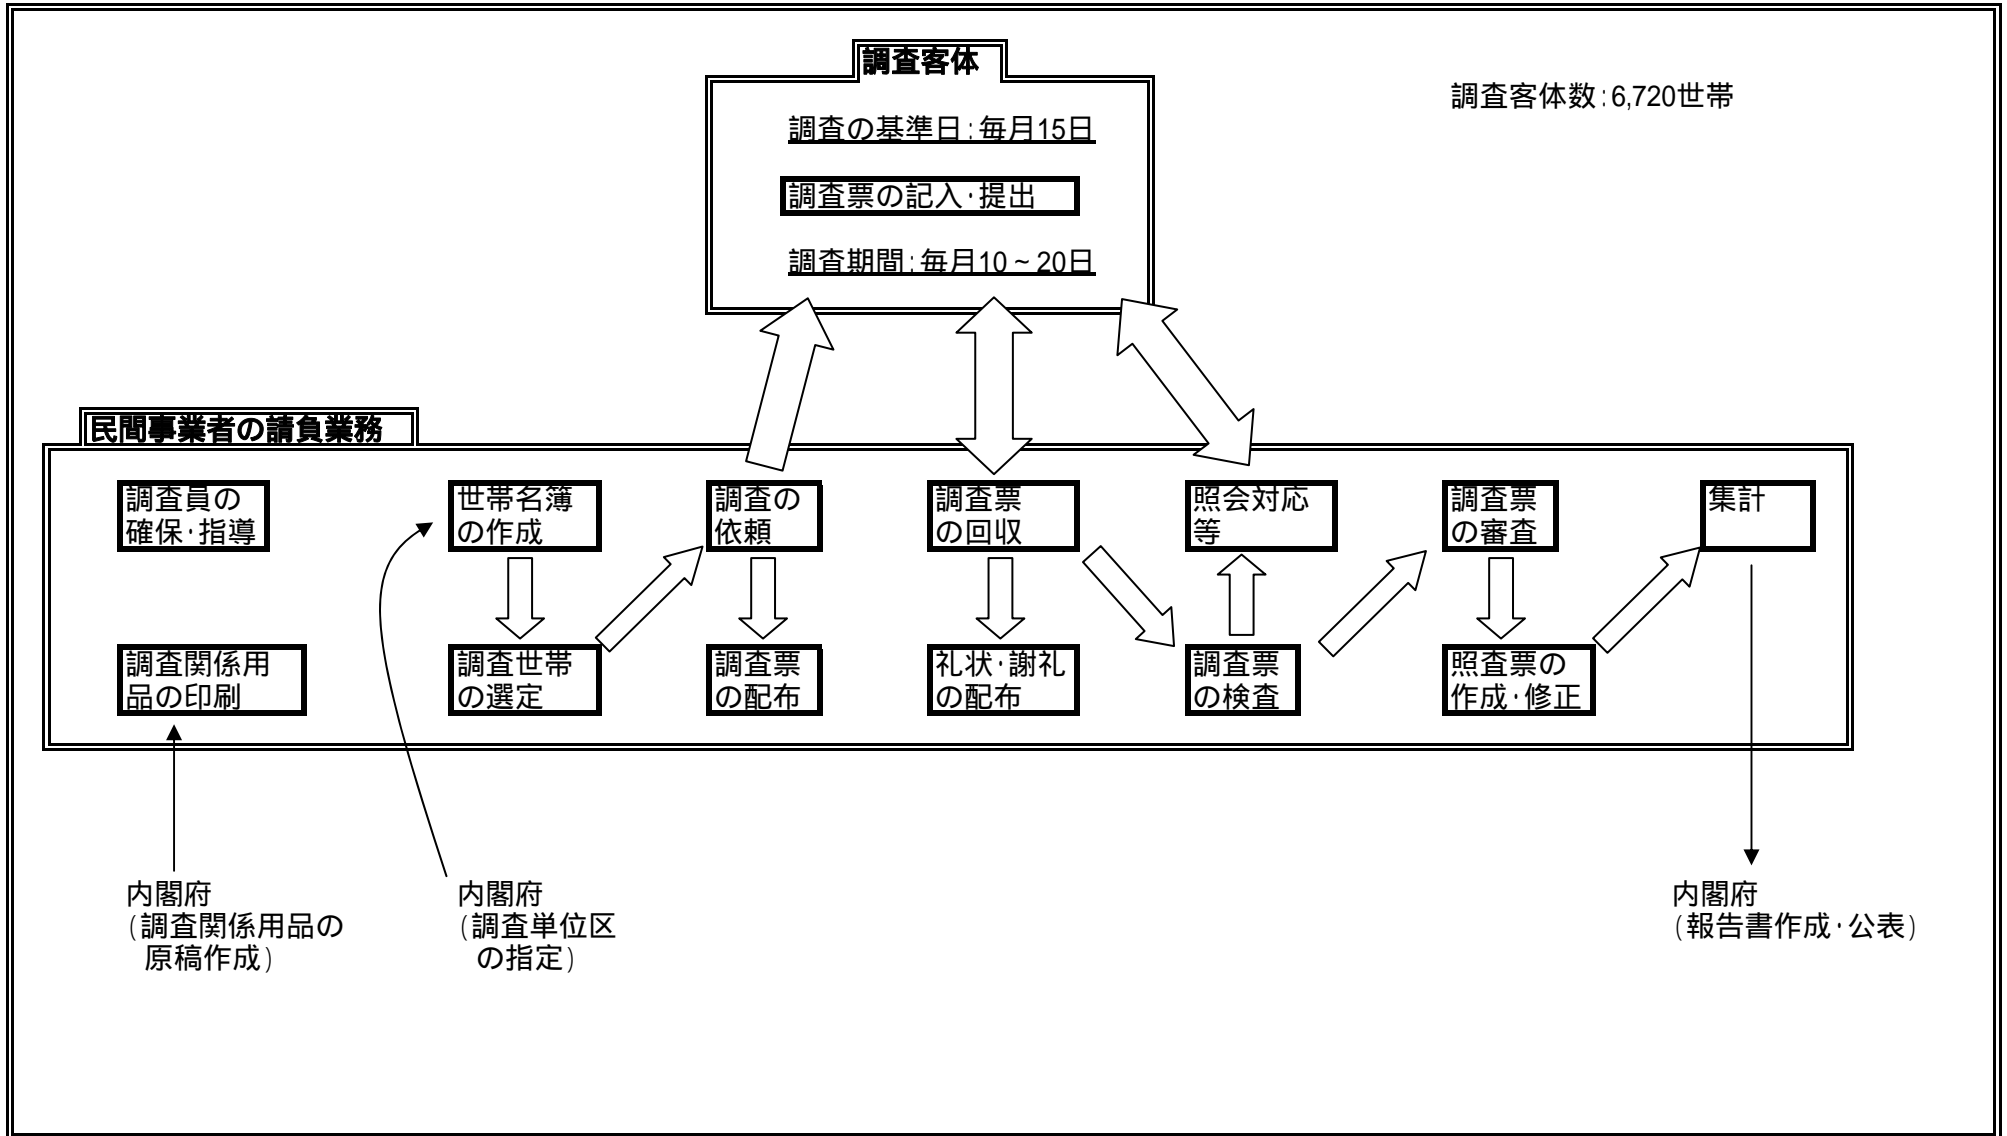 調査客体
調査客体数:6,720世帯
調査の基準日:毎月15日
調査票の記入・提出
調査期間:毎月10~20日
民間事業者の請負業務
調査員の
確保・指導
世帯名簿
の作成
調査の
依頼
調査票
の回収
照会対応
等
調査票
の審査
集計
調査関係用
品の印刷
調査世帯
の選定
調査票
の配布
礼状・謝礼
の配布
調査票
の検査
照査票の
作成・修正
内閣府
(調査関係用品の
原稿作成)
内閣府
(調査単位区
の指定)
内閣府
(報告書作成・公表)